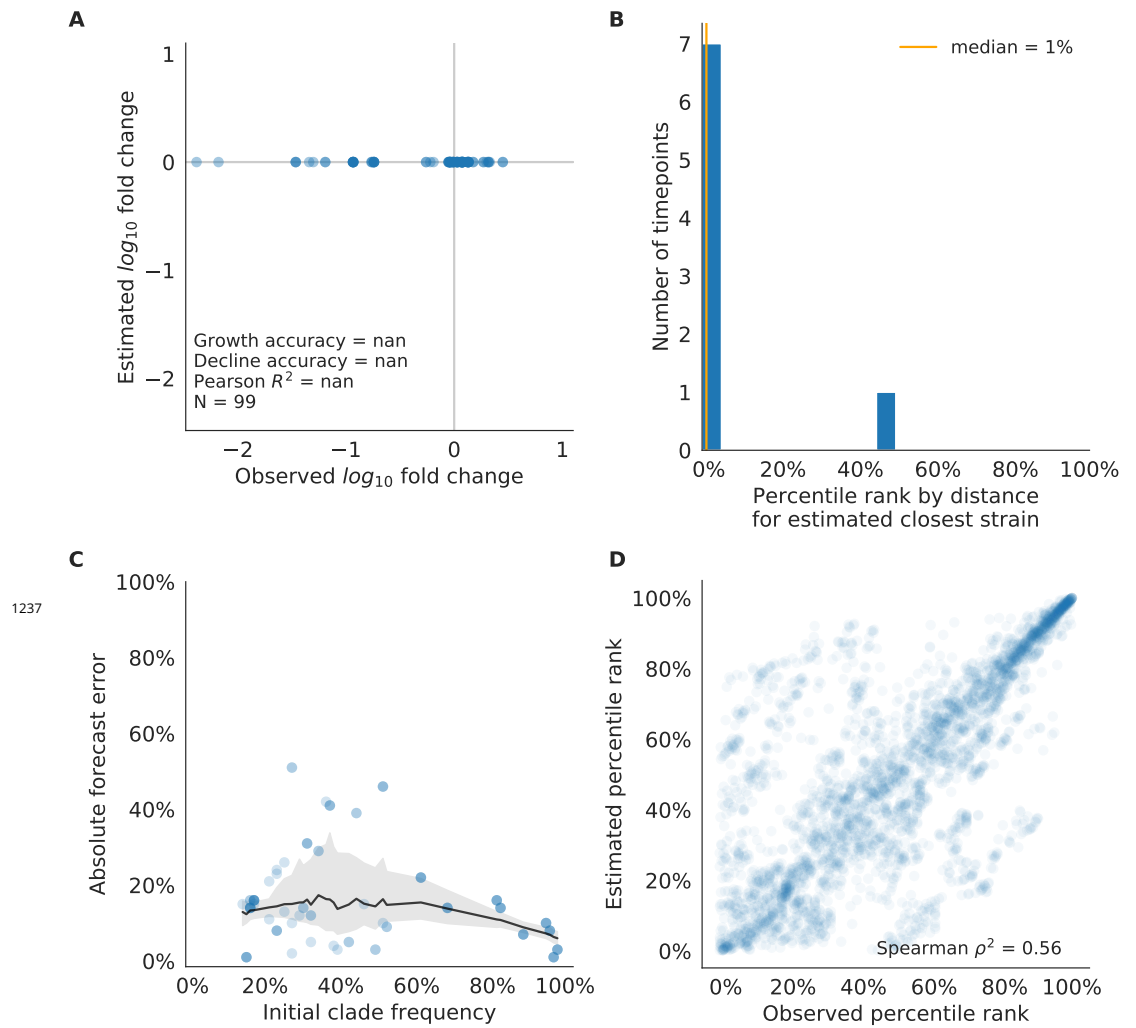 A
1
0
−1
−2
Estimated log10 fold change
Growth accuracy = nan
Decline accuracy = nan
Pearson R² = nan
N = 99
−2
−1
0
1
Observed log10 fold change
B
7
6
5
4
3
2
1
0
Number of timepoints
median = 1%
0%
20%
40%
60%
80%
100%
Percentile rank by distance
for estimated closest strain
1237
C
100%
80%
60%
40%
20%
0%
Absolute forecast error
0%
20%
40%
60%
80%
100%
Initial clade frequency
D
100%
80%
60%
40%
20%
0%
Estimated percentile rank
Spearman ρ² = 0.56
0%
20%
40%
60%
80%
100%
Observed percentile rank